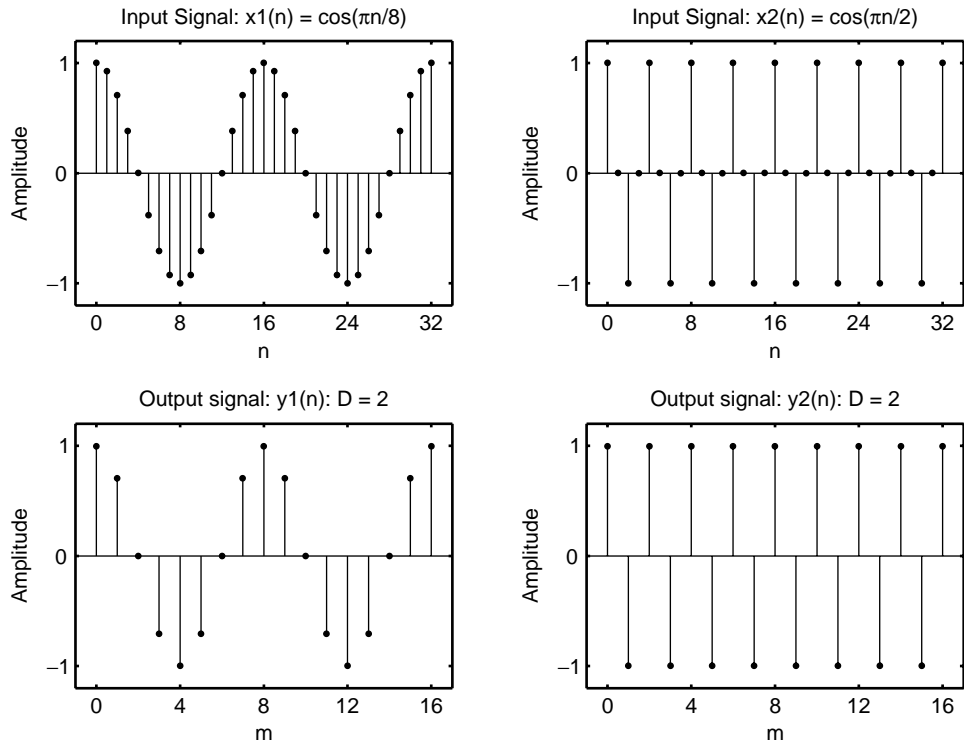 Input Signal: x1(n) = cos(πn/8)
Amplitude
1
0
−1
0 8 16 24 32
n
Input Signal: x2(n) = cos(πn/2)
Amplitude
1
0
−1
0 8 16 24 32
n
Output signal: y1(n): D = 2
Amplitude
1
0
−1
0 4 8 12 16
m
Output signal: y2(n): D = 2
Amplitude
1
0
−1
0 4 8 12 16
m